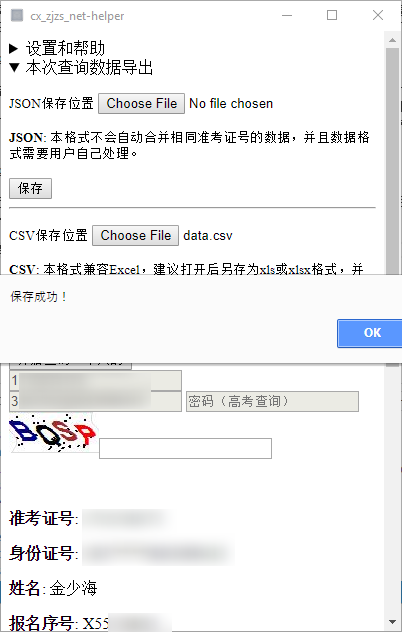 cx_zjzs_net-helper
▶ 设置和帮助
▼ 本次查询数据导出
JSON保存位置 Choose File No file chosen
JSON: 本格式不会自动合并相同准考证号的数据，并且数据格
式需要用户自己处理。
保存
CSV保存位置 Choose File data.csv
CSV: 本格式兼容Excel，建议打开后另存为xls或xlsx格式，并
保存成功！
OK
1
3 密码（高考查询）
BQSP
准考证号:
身份证号:
姓名: 金少海
报名序号: X55